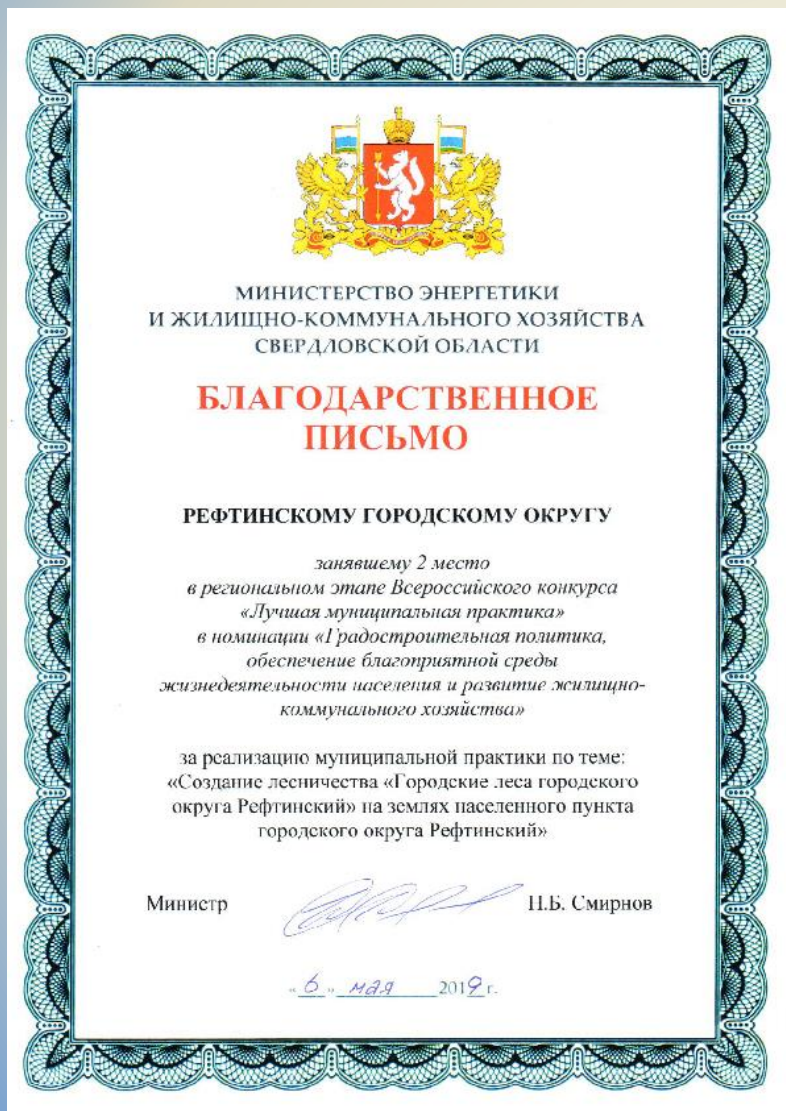 МИНИСТЕРСТВО ЭНЕРГЕТИКИ
И ЖИЛИЩНО-КОММУНАЛЬНОГО ХОЗЯЙСТВА
СВЕРДЛОВСКОЙ ОБЛАСТИ
БЛАГОДАРСТВЕННОЕ
ПИСЬМО
РЕФТИНСКОМУ ГОРОДСКОМУ ОКРУГУ
занявшему 2 место
в региональном этапе Всероссийского конкурса
«Лучшая муниципальная практика»
в номинации «Градостроительная политика,
обеспечение благоприятной среды
жизнедеятельности населения и развитие жилищно-
коммунального хозяйства»
за реализацию муниципальной практики по теме:
«Создание лесничества «Городские леса городского
округа Рефтинский» на землях населенного пункта
городского округа Рефтинский»
Министр Н.Б. Смирнов
«6» мая 2019 г.